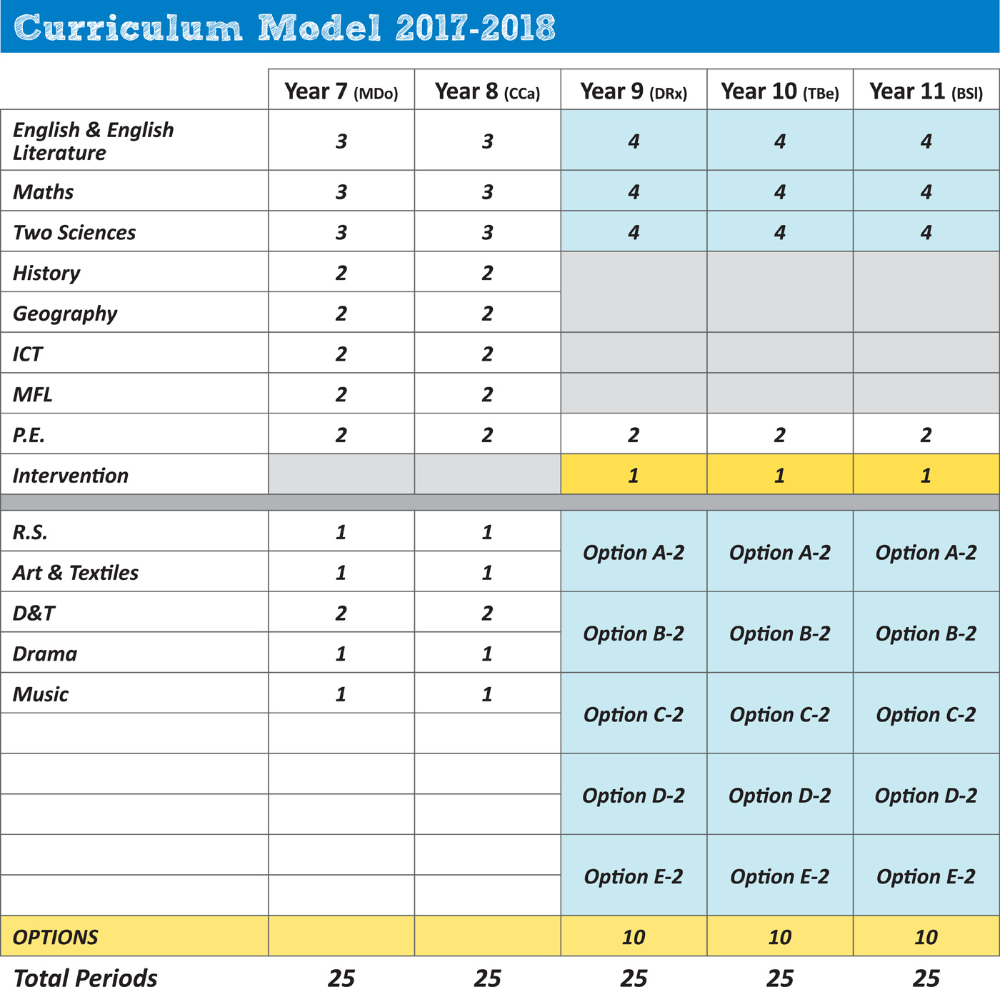 Curriculum Model 2017-2018
Year 7 (MDo) Year 8 (CCa) Year 9 (DRx) Year 10 (TBe) Year 11 (BSl)
English & English
Literature 3 3 4 4 4
Maths 3 3 4 4 4
Two Sciences 3 3 4 4 4
History 2 2
Geography 2 2
ICT 2 2
MFL 2 2
P.E. 2 2 2 2 2
Intervention 1 1 1
R.S. 1 1
Option A-2 Option A-2 Option A-2
Art & Textiles 1 1
D&T 2 2
Option B-2 Option B-2 Option B-2
Drama 1 1
Music 1 1
Option C-2 Option C-2 Option C-2
Option D-2 Option D-2 Option D-2
Option E-2 Option E-2 Option E-2
OPTIONS 10 10 10
Total Periods 25 25 25 25 25